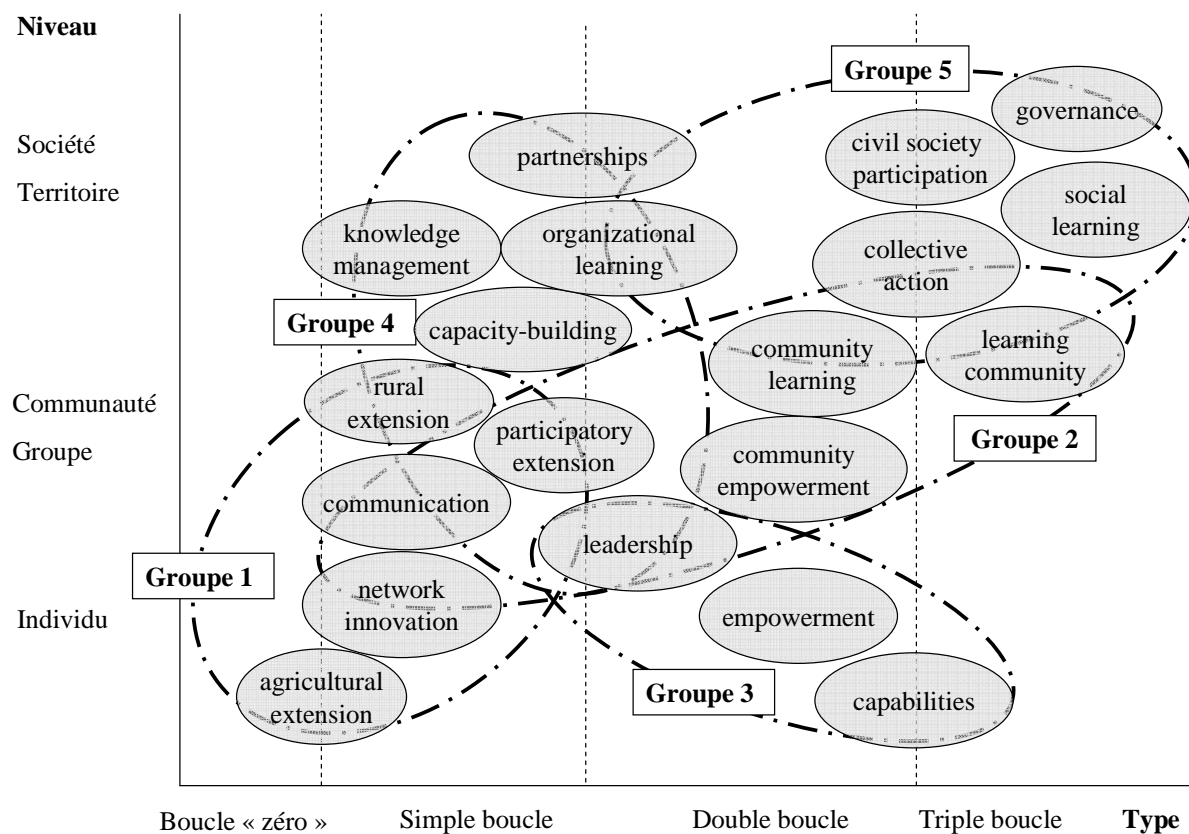 Niveau
Groupe 5
governance
Société
partnerships
civil society
participation
Territoire
social
learning
knowledge
management
organizational
learning
collective
action
Groupe 4
capacity-building
community
learning
learning
community
rural
extension
Communauté
Groupe
participatory
extension
Groupe 2
community
empowerment
communication
leadership
Groupe 1
network
innovation
Individu
empowerment
agricultural
extension
Groupe 3
capabilities
Boucle « zéro »
Simple boucle
Double boucle
Triple boucle
Type